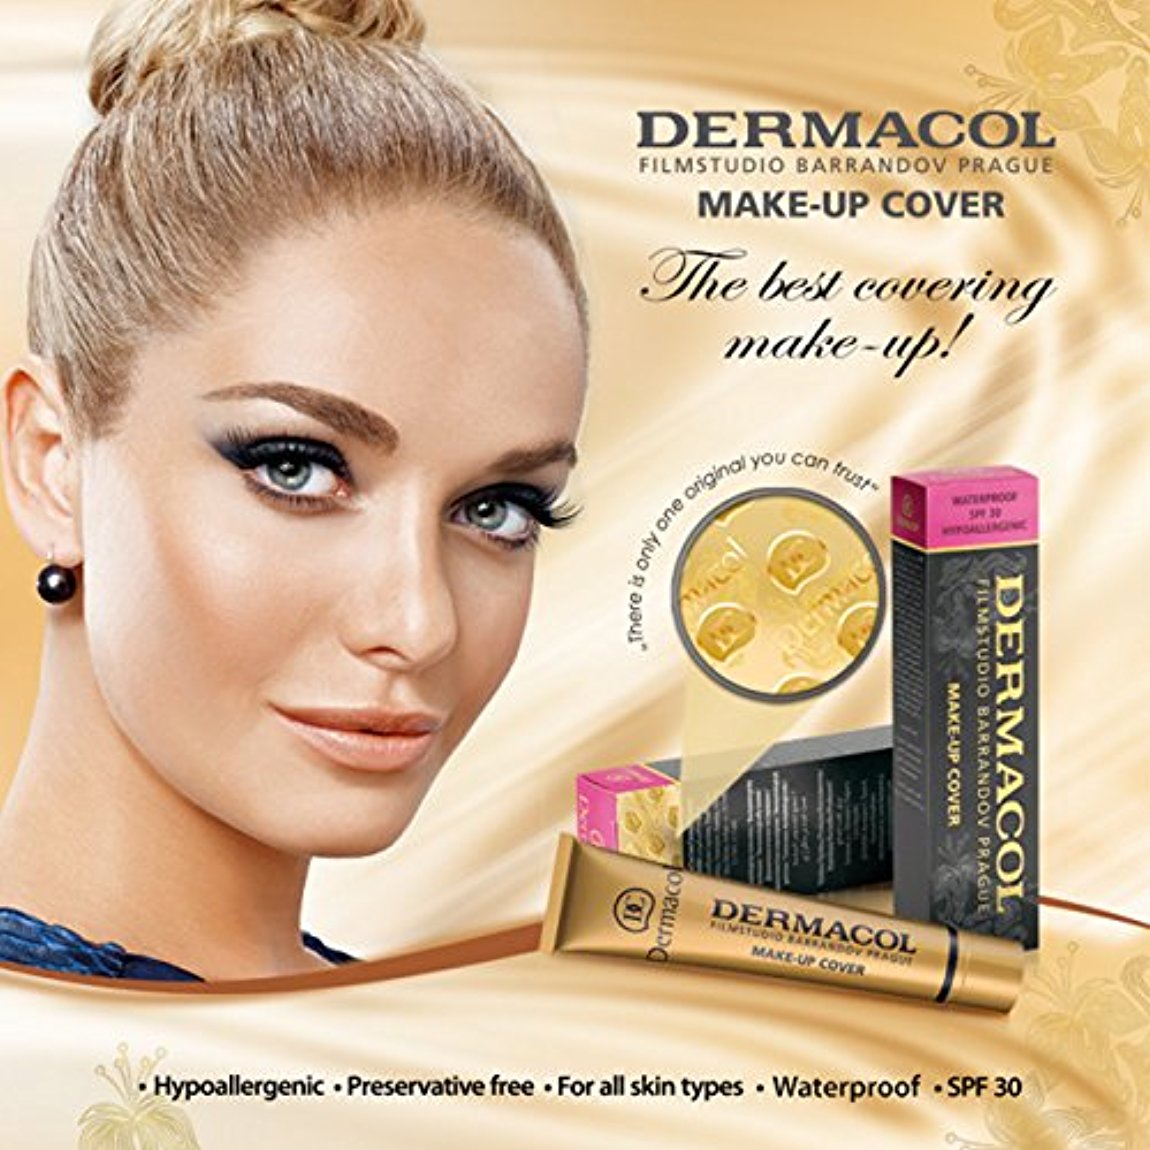 DERMACOL
FILMSTUDIO BARRANDOV PRAGUE
MAKE-UP COVER
The best covering
make-up!
„There is only one original you can trust“
WATERPROOF
SPF 30
HYPOALLERGENIC
DERMACOL
FILMSTUDIO BARRANDOV PRAGUE
MAKE-UP COVER
Dermacol
DERMACOL
FILMSTUDIO BARRANDOV PRAGUE
MAKE-UP COVER
• Hypoallergenic • Preservative free • For all skin types • Waterproof • SPF 30